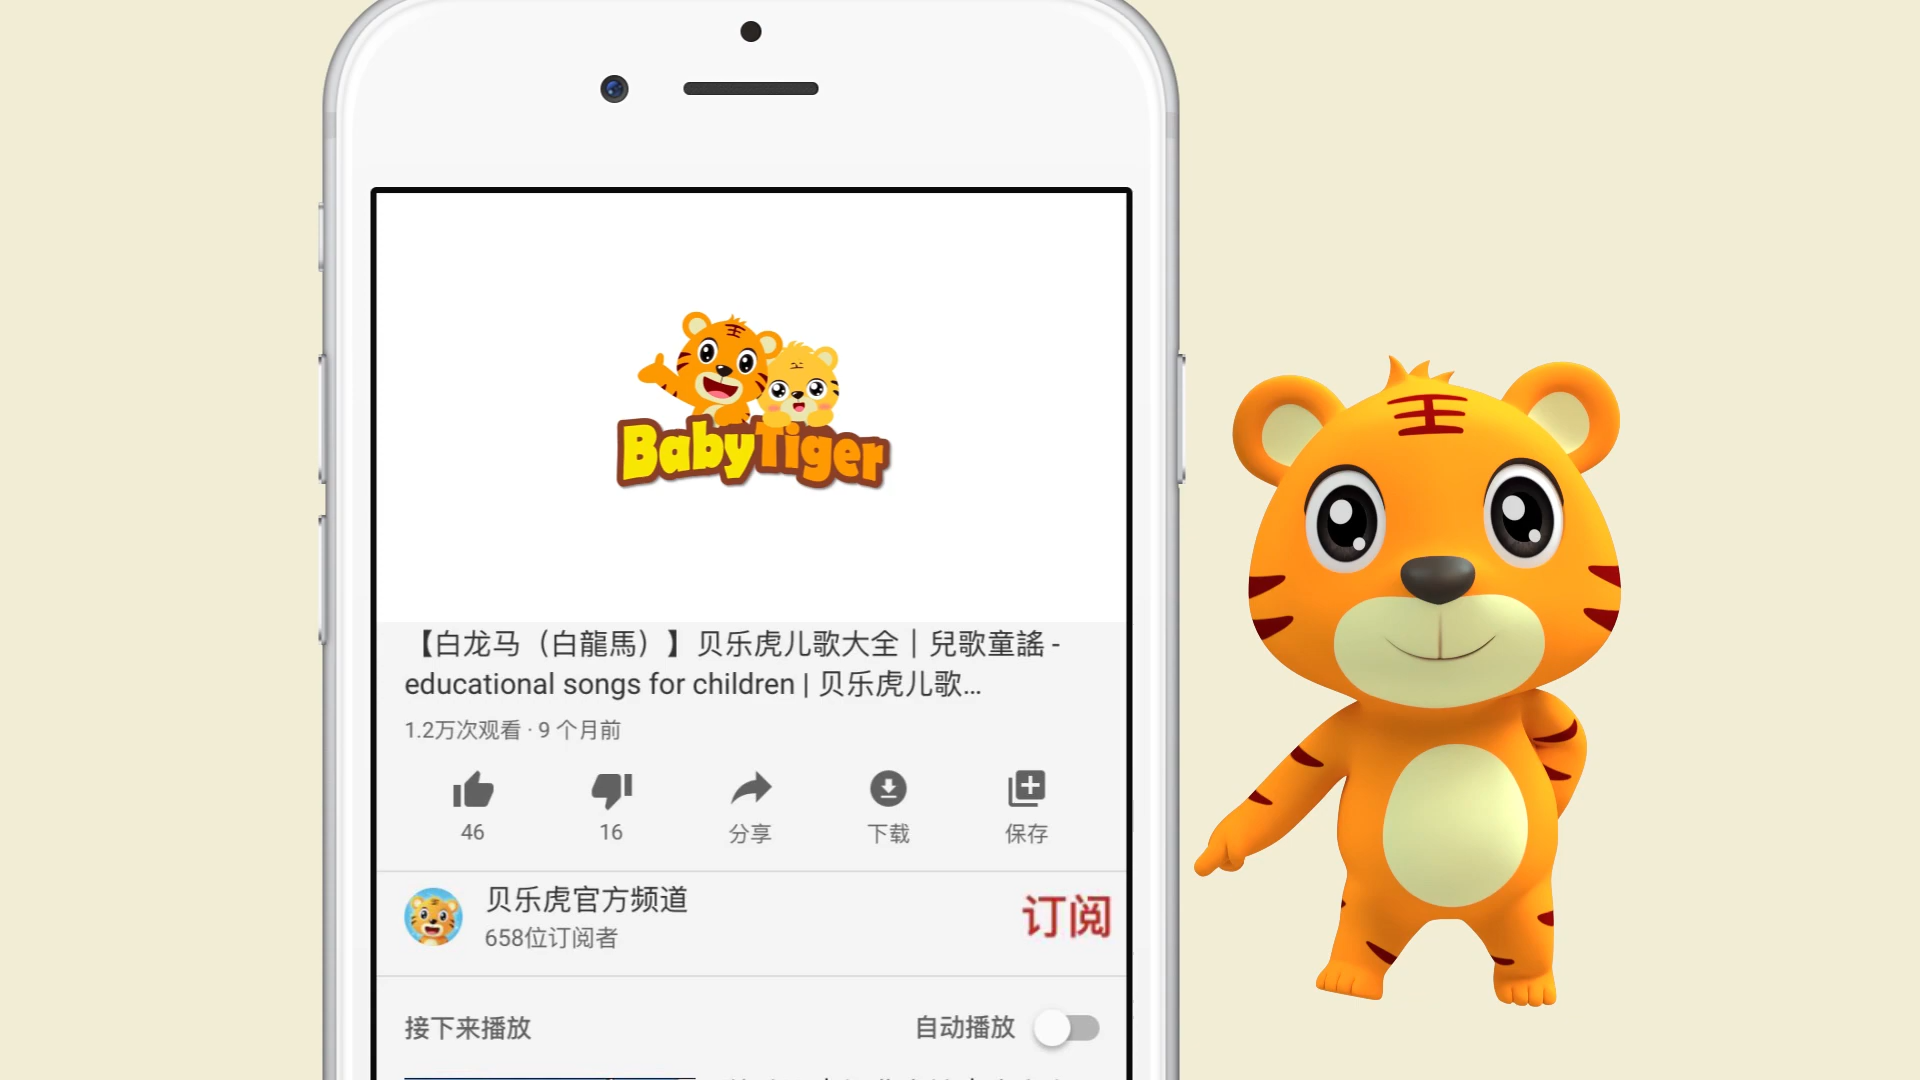 BabyTiger
【白龙马（白龍馬）】贝乐虎儿歌大全｜兒歌童謠 -
educational songs for children | 贝乐虎儿歌...
1.2万次观看 · 9 个月前
46
16
分享
下载
保存
贝乐虎官方频道
658位订阅者
订阅
接下来播放
自动播放